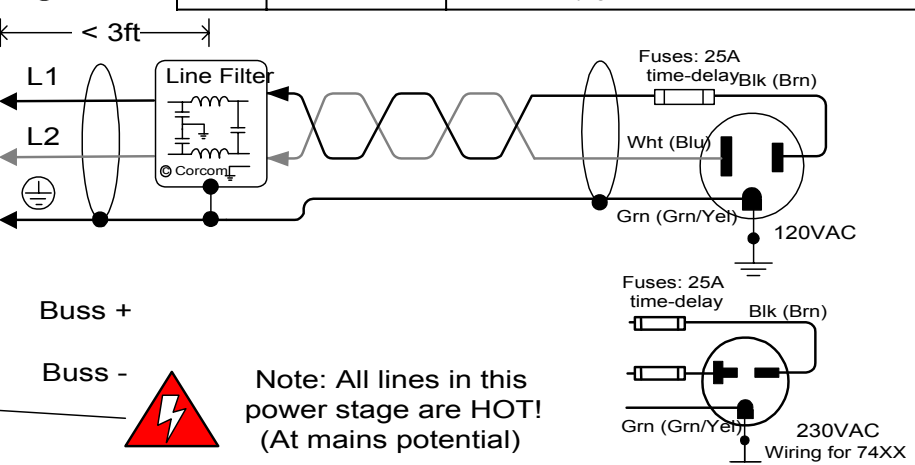 < 3ft
Fuses: 25A
time-delay
Blk (Brn)
L1
Line Filter
L2
Wht (Blu)
© Corcom
Grn (Grn/Yel)
120VAC
Fuses: 25A
time-delay
Blk (Brn)
Buss +
Buss -
Note: All lines in this
power stage are HOT!
(At mains potential)
Grn (Grn/Yel)
230VAC
Wiring for 74XX